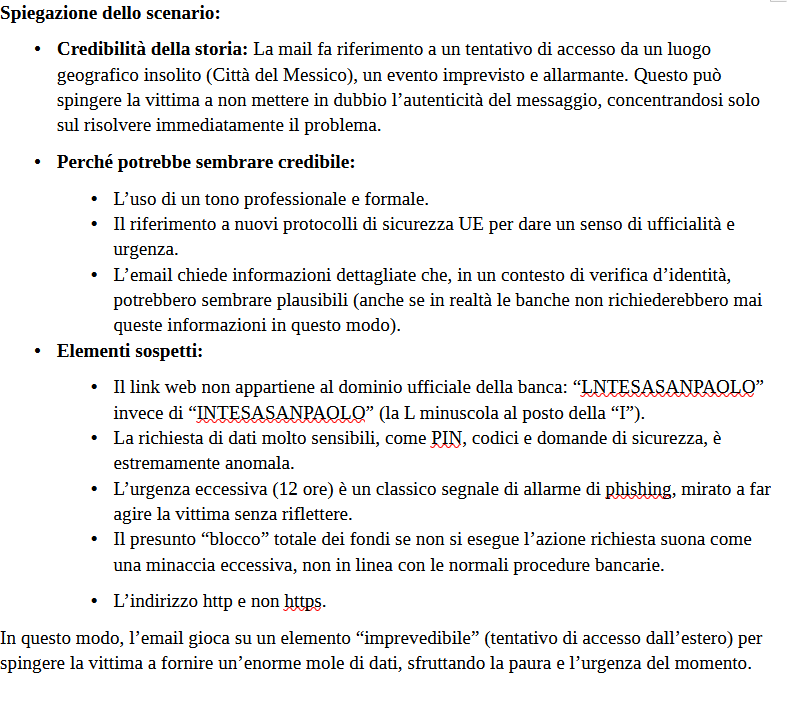 Spiegazione dello scenario:
• Credibilità della storia: La mail fa riferimento a un tentativo di accesso da un luogo
geografico insolito (Città del Messico), un evento imprevisto e allarmante. Questo può
spingere la vittima a non mettere in dubbio l’autenticità del messaggio, concentrandosi solo
sul risolvere immediatamente il problema.
• Perché potrebbe sembrare credibile:
• L’uso di un tono professionale e formale.
• Il riferimento a nuovi protocolli di sicurezza UE per dare un senso di ufficialità e
urgenza.
• L’email chiede informazioni dettagliate che, in un contesto di verifica d’identità,
potrebbero sembrare plausibili (anche se in realtà le banche non richiederebbero mai
queste informazioni in questo modo).
• Elementi sospetti:
• Il link web non appartiene al dominio ufficiale della banca: “LNTESASANPAOLO”
invece di “INTESASANPAOLO” (la L minuscola al posto della “I”).
• La richiesta di dati molto sensibili, come PIN, codici e domande di sicurezza, è
estremamente anomala.
• L’urgenza eccessiva (12 ore) è un classico segnale di allarme di phishing, mirato a far
agire la vittima senza riflettere.
• Il presunto “blocco” totale dei fondi se non si esegue l’azione richiesta suona come
una minaccia eccessiva, non in linea con le normali procedure bancarie.
• L’indirizzo http e non https.
In questo modo, l’email gioca su un elemento “imprevedibile” (tentativo di accesso dall’estero) per
spingere la vittima a fornire un’enorme mole di dati, sfruttando la paura e l’urgenza del momento.